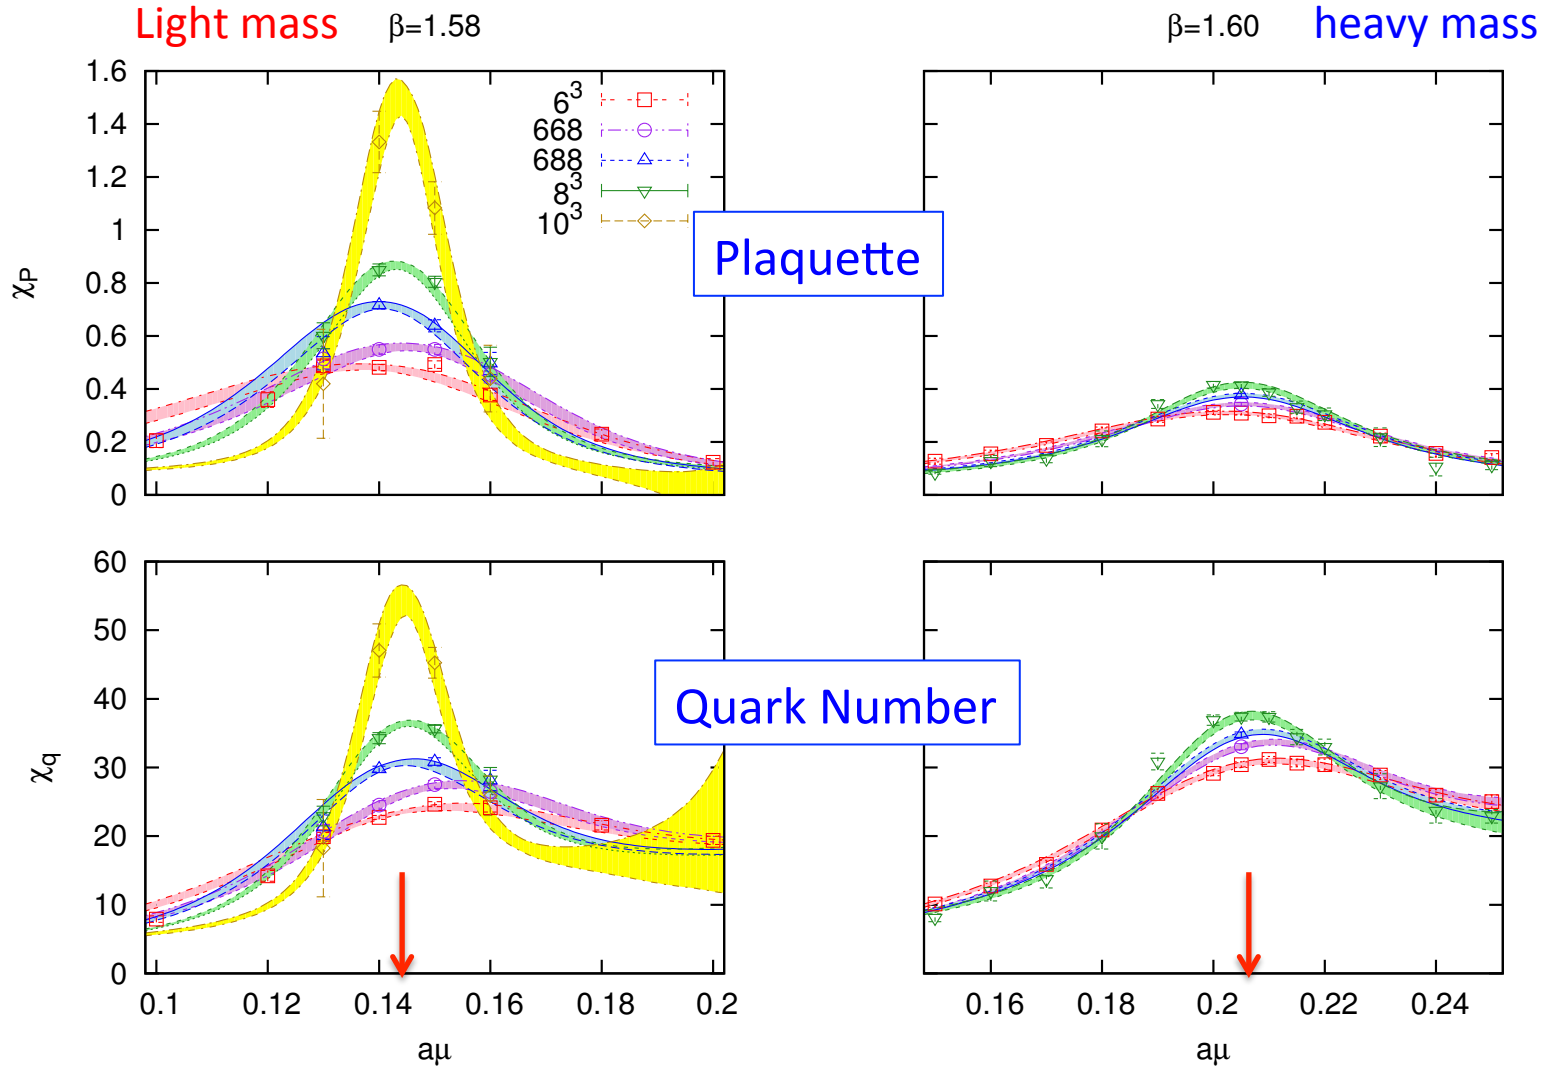 Light mass β=1.58 β=1.60 heavy mass
1.6
1.4
1.2
1
0.8
0.6
0.4
0.2
0
χP
6³
668
688
8³
10³
Plaquette
60
50
40
30
20
10
0
χq
Quark Number
0.1 0.12 0.14 0.16 0.18 0.2
0.16 0.18 0.2 0.22 0.24
aμ aμ